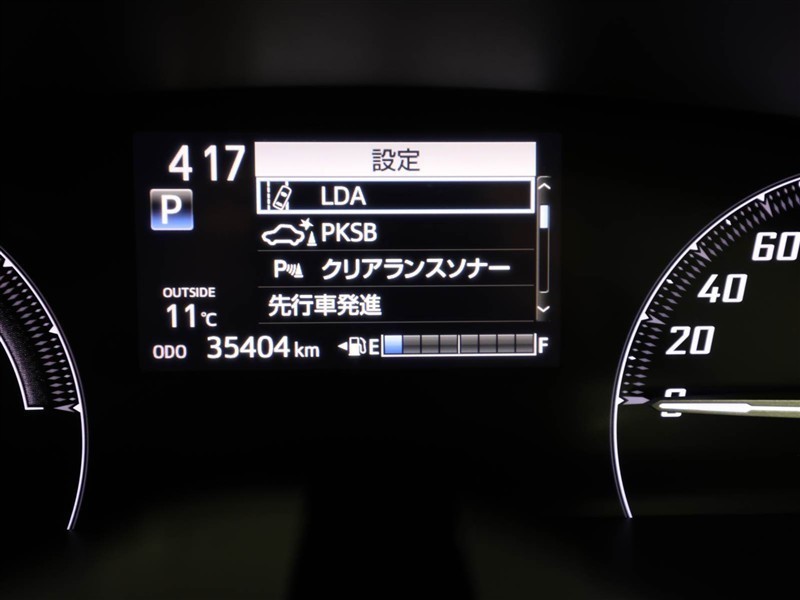 4 17
設定
LDA
P
PKSB
P クリアランスソナー
先行車発進
OUTSIDE
11℃
ODO 35404 km
E F
60
40
20
0